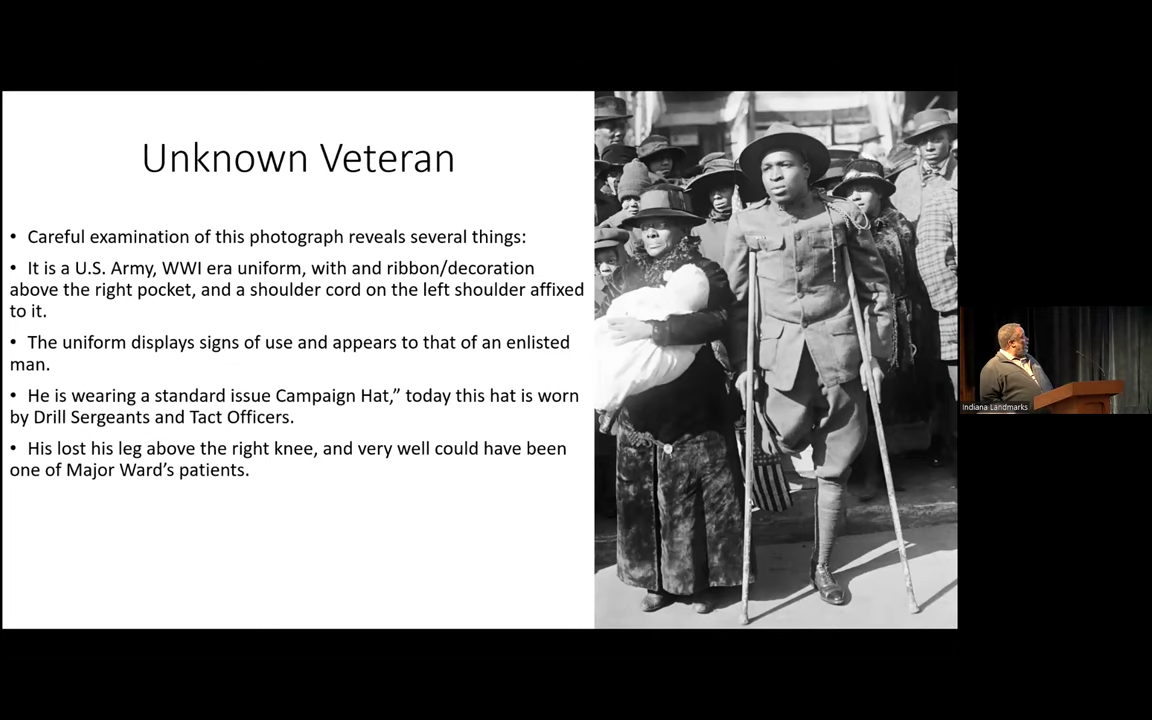 Unknown Veteran
• Careful examination of this photograph reveals several things:
• It is a U.S. Army, WWI era uniform, with and ribbon/decoration
above the right pocket, and a shoulder cord on the left shoulder affixed
to it.
• The uniform displays signs of use and appears to that of an enlisted
man.
• He is wearing a standard issue Campaign Hat,” today this hat is worn
by Drill Sergeants and Tact Officers.
• His lost his leg above the right knee, and very well could have been
one of Major Ward’s patients.
Indiana Landmarks